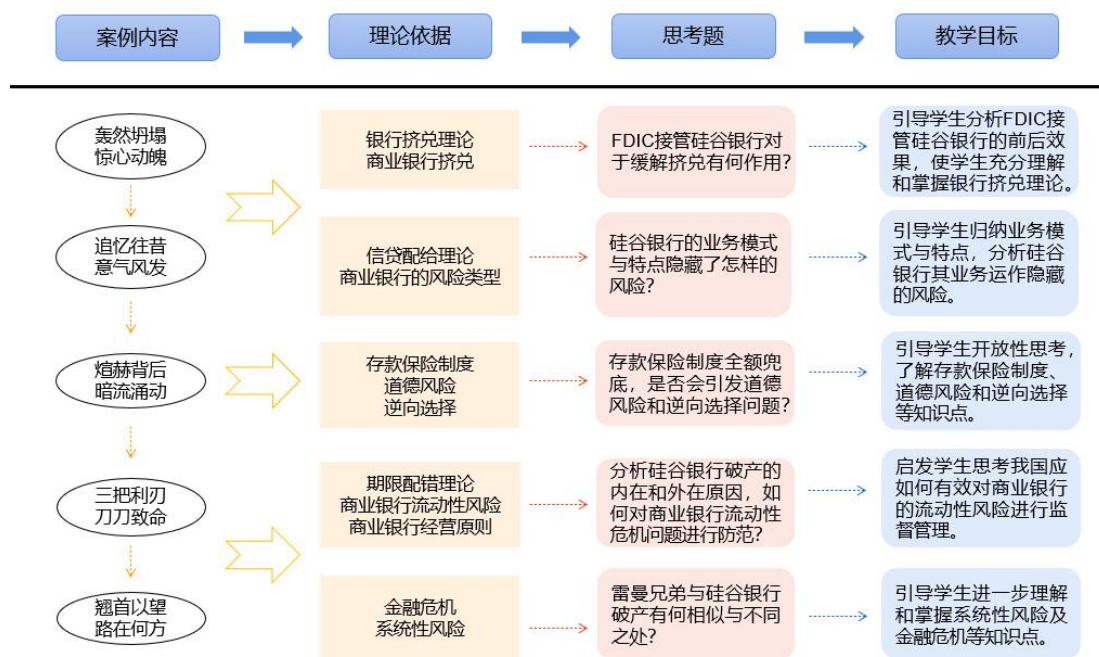 案例内容
理论依据
思考题
教学目标
轰然坍塌
惊心动魄
银行挤兑理论
商业银行挤兑
FDIC接管硅谷银行对
于缓解挤兑有何作用？
引导学生分析FDIC接
管硅谷银行的前后效
果，使学生充分理解
和掌握银行挤兑理论。
追忆往昔
意气风发
信贷配给理论
商业银行的风险类型
硅谷银行的业务模式
与特点隐藏了怎样的
风险？
引导学生归纳业务模
式与特点，分析硅谷
银行其业务运作隐藏
的风险。
煊赫背后
暗流涌动
存款保险制度
道德风险
逆向选择
存款保险制度全额兜
底，是否会引发道德
风险和逆向选择问题？
引导学生开放性思考，
了解存款保险制度、
道德风险和逆向选择
等知识点。
三把利刃
刀刀致命
期限配错理论
商业银行流动性风险
商业银行经营原则
分析硅谷银行破产的
内在和外在原因，如
何对商业银行流动性
危机问题进行防范？
启发学生思考我国应
如何有效对商业银行
的流动性风险进行监
督管理。
翘首以望
路在何方
金融危机
系统性风险
雷曼兄弟与硅谷银行
破产有何相似与不同
之处？
引导学生进一步理解
和掌握系统性风险及
金融危机等知识点。